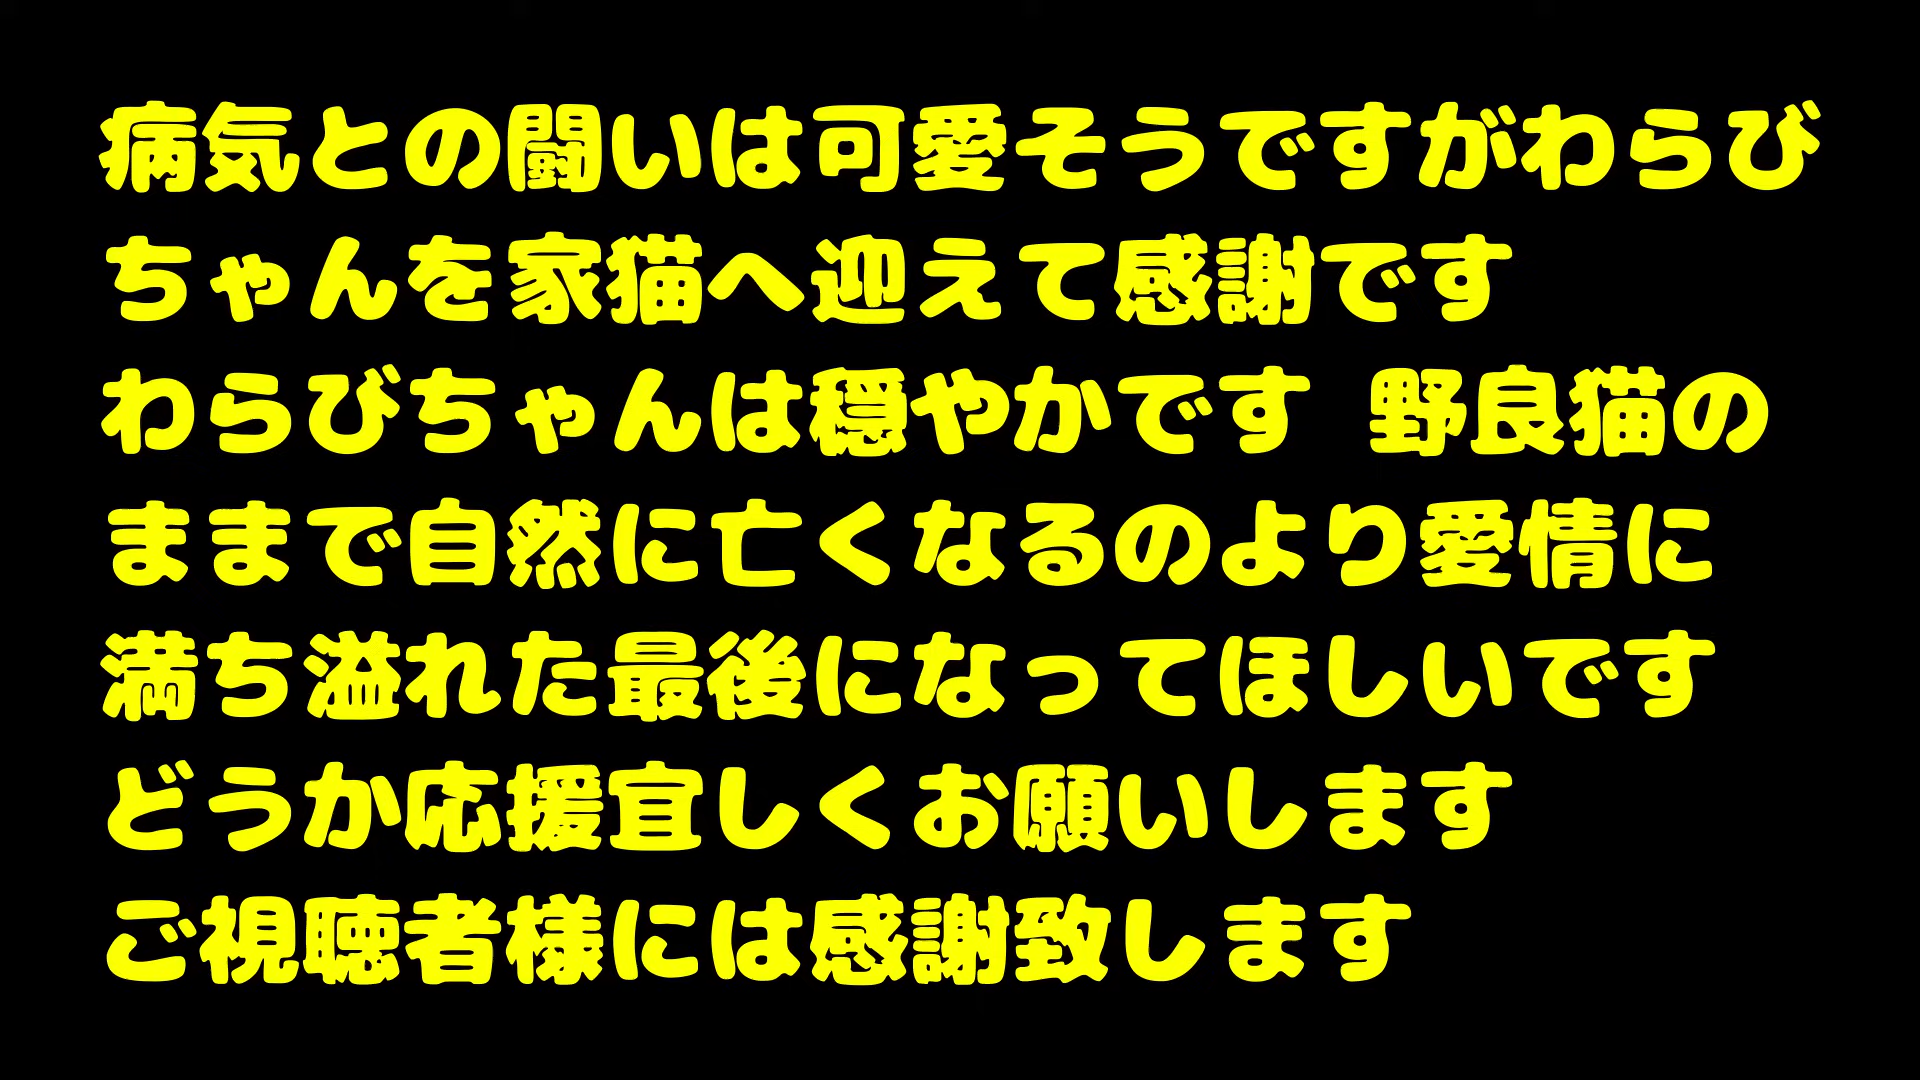 病気との闘いは可愛そうですがわらび
ちゃんを家猫へ迎えて感謝です
わらびちゃんは穏やかです 野良猫の
ままで自然に亡くなるのより愛情に
満ち溢れた最後になってほしいです
どうか応援宜しくお願いします
ご視聴者様には感謝致します